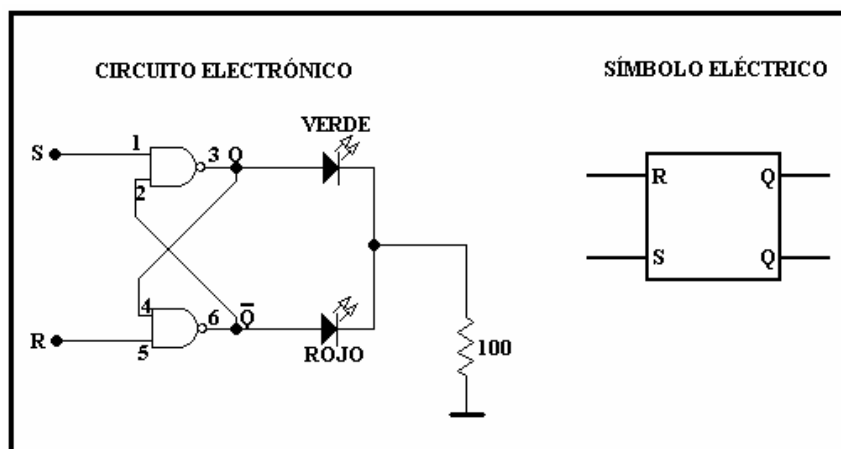 CIRCUITO ELECTRÓNICO
SÍMBOLO ELÉCTRICO
VERDE
S 1 3 Q
2
R Q
4 6 Q̅
S Q
R 5 ROJO
100